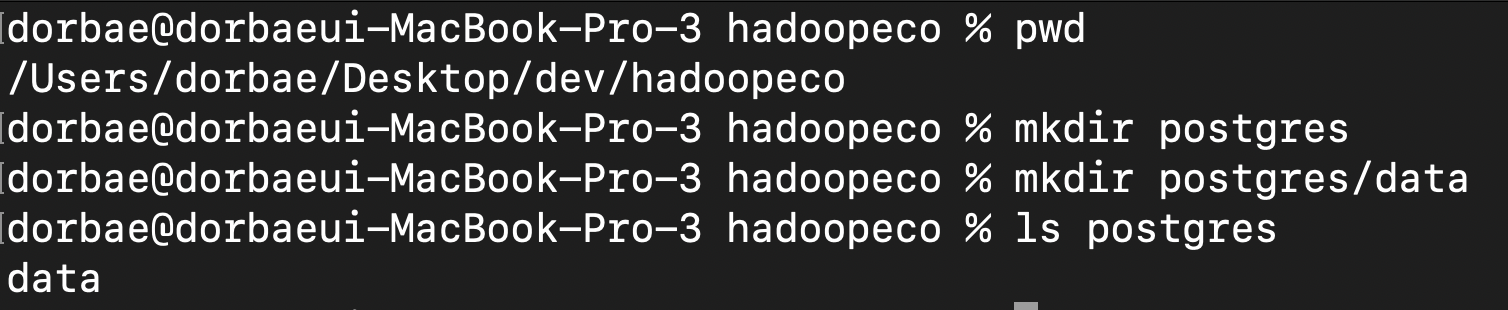 dorbae@dorbaeui-MacBook-Pro-3 hadoopeco % pwd
/Users/dorbae/Desktop/dev/hadoopeco
dorbae@dorbaeui-MacBook-Pro-3 hadoopeco % mkdir postgres
dorbae@dorbaeui-MacBook-Pro-3 hadoopeco % mkdir postgres/data
dorbae@dorbaeui-MacBook-Pro-3 hadoopeco % ls postgres
data